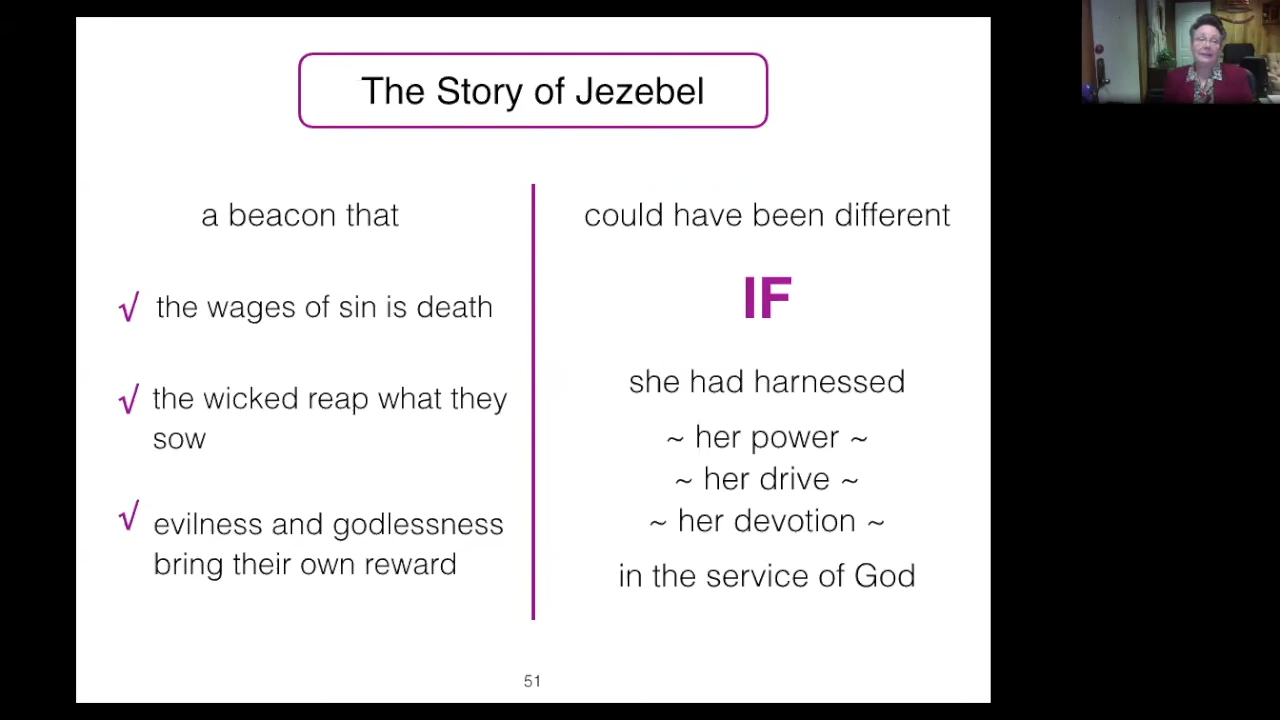 The Story of Jezebel
a beacon that
√ the wages of sin is death
√ the wicked reap what they
sow
√ evilness and godlessness
bring their own reward
could have been different
IF
she had harnessed
~ her power ~
~ her drive ~
~ her devotion ~
in the service of God
51